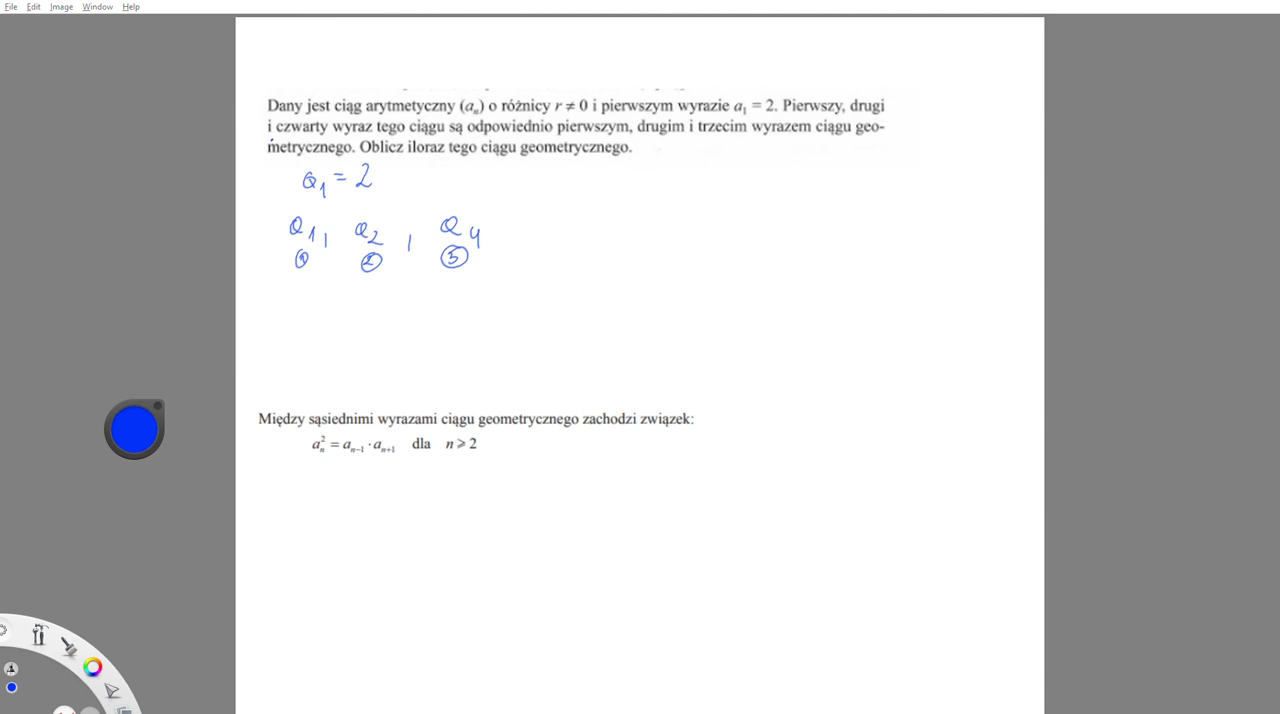 File Edit Image Window Help
Dany jest ciąg arytmetyczny (aₙ) o różnicy r ≠ 0 i pierwszym wyrazie a₁ = 2. Pierwszy, drugi
i czwarty wyraz tego ciągu są odpowiednio pierwszym, drugim i trzecim wyrazem ciągu geo-
metrycznego. Oblicz iloraz tego ciągu geometrycznego.
a₁ = 2
a₁, a₂, a₄
① ② ③
Między sąsiednimi wyrazami ciągu geometrycznego zachodzi związek:
aₙ² = aₙ₋₁ · aₙ₊₁ dla n ⩾ 2